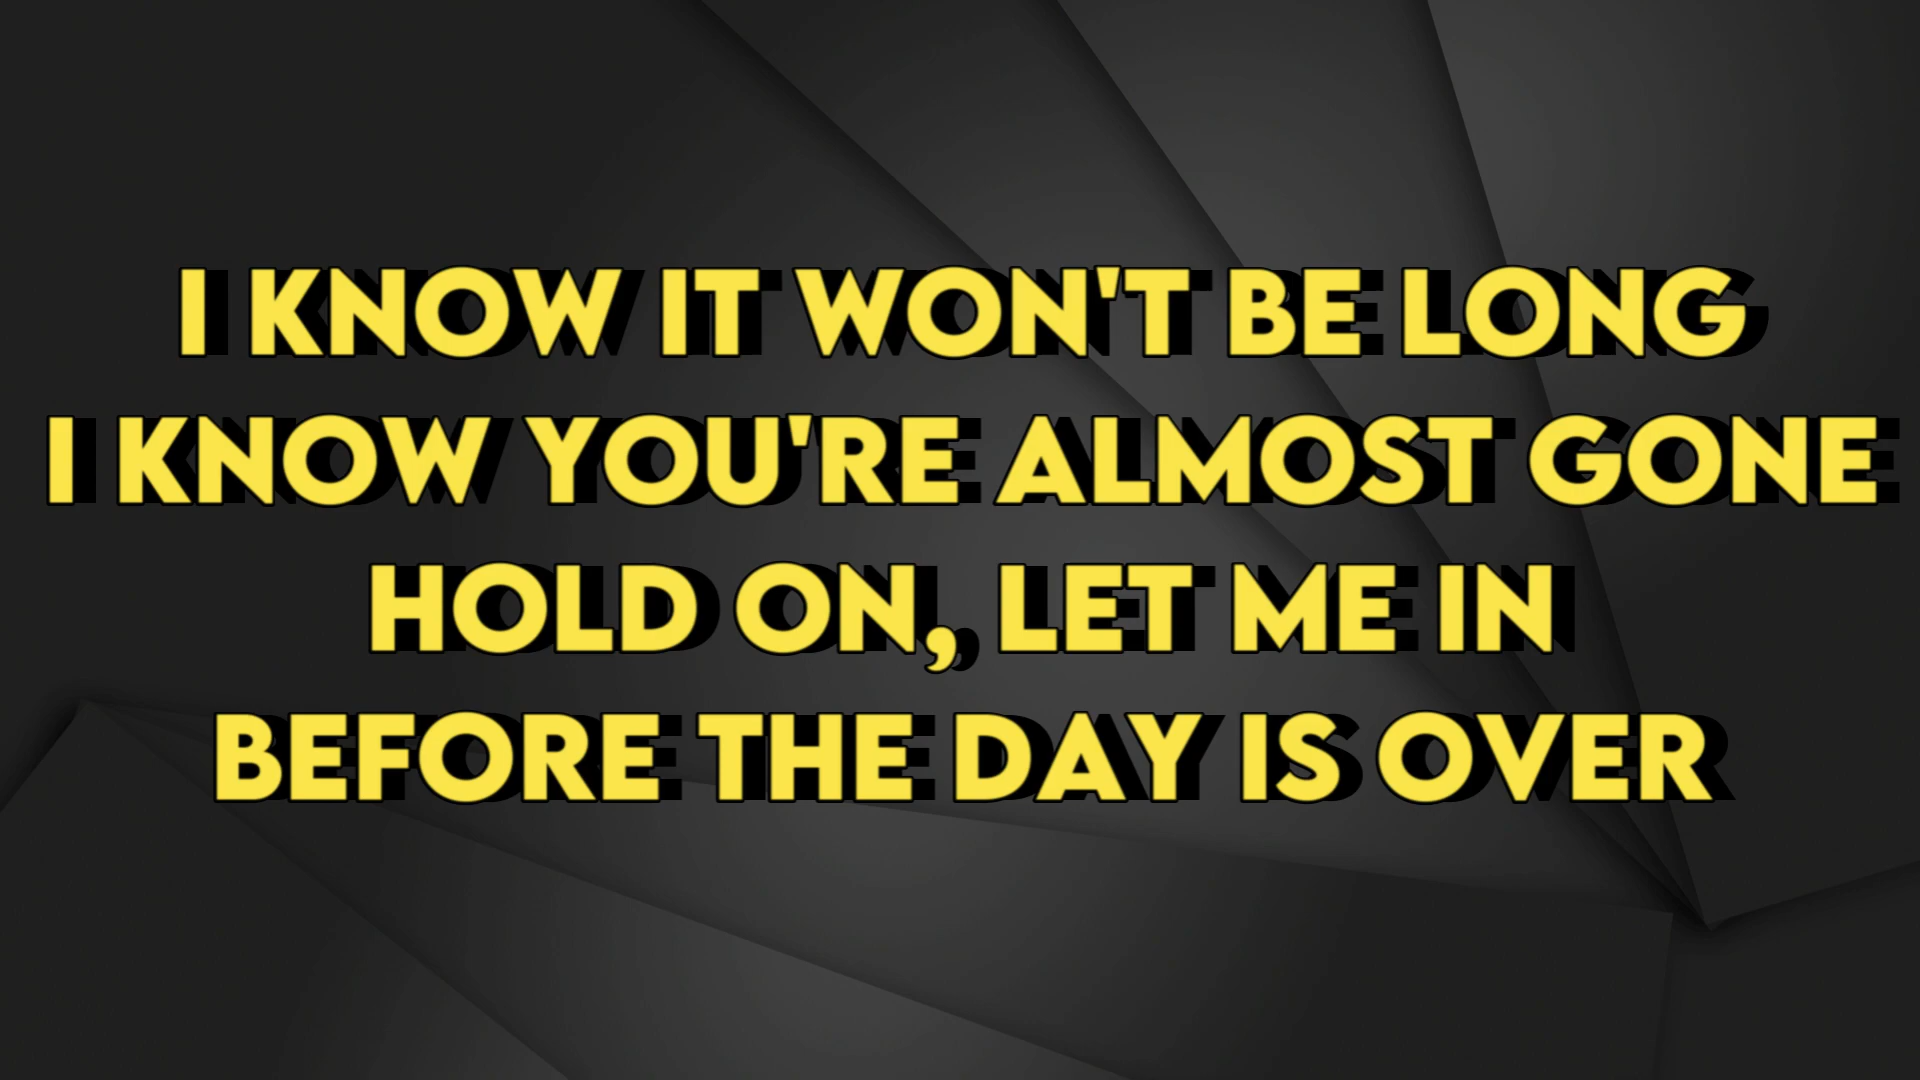 I KNOW IT WON'T BE LONG
I KNOW YOU'RE ALMOST GONE
HOLD ON, LET ME IN
BEFORE THE DAY IS OVER